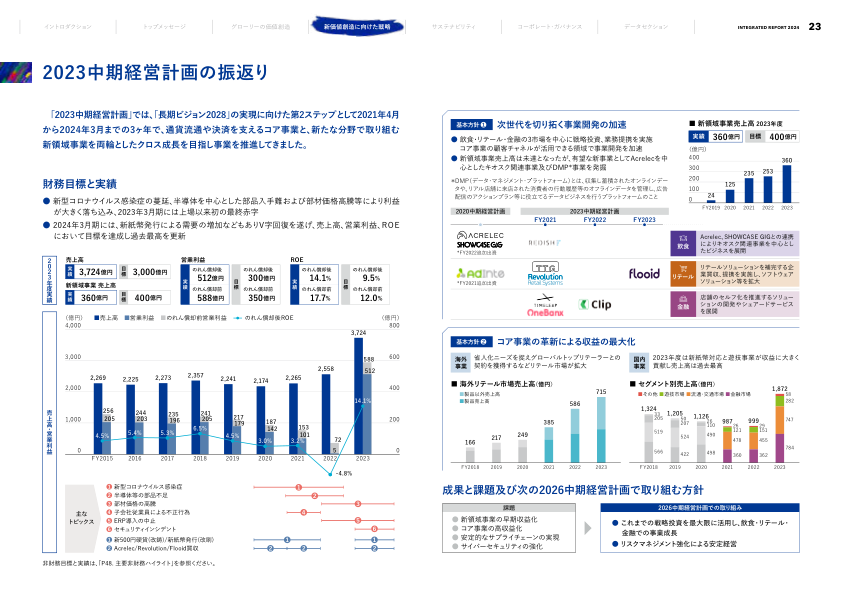 イントロダクション
トップメッセージ
グローリーの価値創造
新価値創造に向けた戦略
サステナビリティ
コーポレート・ガバナンス
データセクション
INTEGRATED REPORT 2024 23
2023中期経営計画の振返り
「2023中期経営計画」では、「長期ビジョン2028」の実現に向けた第2ステップとして2021年4月
から2024年3月までの3ヶ年で、通貨流通や決済を支えるコア事業と、新たな分野で取り組む
新領域事業を両輪としたクロス成長を目指し事業を推進してきました。
財務目標と実績
● 新型コロナウイルス感染症の蔓延、半導体を中心とした部品入手難および部材価格高騰等により利益
が大きく落ち込み、2023年3月期には上場以来初の最終赤字
● 2024年3月期には、新紙幣発行による需要の増加などもありV字回復を遂げ、売上高、営業利益、ROE
において目標を達成し過去最高を更新
2023年度実績
売上高
実績 3,724億円 目標 3,000億円
新領域事業 売上高
実績 360億円 目標 400億円
営業利益
実績 のれん償却後 512億円 のれん償却前 588億円
目標 のれん償却後 300億円 のれん償却前 350億円
ROE
実績 のれん償却後 14.1% のれん償却前 17.7%
目標 のれん償却後 9.5% のれん償却前 12.0%
売上高・営業利益
(億円) ■売上高 ■営業利益 ■のれん償却前営業利益 のれん償却後ROE (億円)
4,000
3,000
2,000
1,000
0
800
600
400
200
0
2,269 2,225 2,273 2,357 2,241 2,174 2,265 2,558 3,724
256 205
244 203
235 196
241 205
217 179
187 142
153 101
72 5
588 512
4.5% 5.4% 5.3% 6.5% 4.5% 3.0% 3.2% -4.8% 14.1%
FY2015 2016 2017 2018 2019 2020 2021 2022 2023
主な
トピックス
❶ 新型コロナウイルス感染症
❷ 半導体等の部品不足
❸ 部材価格の高騰
❹ 子会社従業員による不正行為
❺ ERP導入の中止
❻ セキュリティインシデント
❶ 新500円硬貨(改鋳)/新紙幣発行(改刷)
❷ Acrelec/Revolution/Flooid買収
非財務目標と実績は、「P48. 主要非財務ハイライト」を参照ください。
基本方針❶ 次世代を切り拓く事業開発の加速
● 飲食・リテール・金融の3市場を中心に戦略投資、業務提携を実施
コア事業の顧客チャネルが活用できる領域で事業開発を加速
● 新領域事業売上高は未達となったが、有望な新事業としてAcrelecを中
心としたキオスク関連事業及びDMP*事業を発掘
*DMP(データ・マネジメント・プラットフォーム)とは、収集し蓄積されたオンラインデー
タや、リアル店舗に来店された消費者の行動履歴等のオフラインデータを管理し、広告
配信のアクションプラン等に役立てるデータビジネスを行うプラットフォームのこと
■ 新領域事業売上高 2023年度
実績 360億円 目標 400億円
(億円)
400
300
200
100
0
24 125 235 253 360
FY2019 2020 2021 2022 2023
2020中期経営計画
2023中期経営計画
FY2021 FY2022 FY2023
ACRELEC
SHOWCASE GIG
*FY2022追加出資
AdInte
*FY2021追加出資
TTG
Revolution
Retail Systems
flooid
TIMELEAP
OneBanx
Clip
飲食
Acrelec、SHOWCASE GIGとの連携
によりキオスク関連事業を中心とし
たビジネスを展開
リテール
リテールソリューションを補完する企
業買収、提携を実施し、ソフトウェア
ソリューション等を拡大
金融
店舗のセルフ化を推進するソリュー
ションの開発やシェアードサービス
を展開
基本方針❷ コア事業の革新による収益の最大化
海外
事業
省人化ニーズを捉えグローバルトップリテーラーとの
契約を獲得するなどリテール市場が拡大
国内
事業
2023年度は新紙幣対応と遊技事業が収益に大きく
貢献し売上高は過去最高
■ 海外リテール市場売上高(億円)
■製品以外売上高
■製品売上高
166 217 249 385 586 715
FY2018 2019 2020 2021 2022 2023
■ セグメント別売上高(億円)
■その他 ■遊技市場 ■流通・交通市場 ■金融市場
1,324 1,205 1,126 987 999 1,872
58
282
747
784
FY2018 2019 2020 2021 2022 2023
成果と課題及び次の2026中期経営計画で取り組む方針
課題
● 新領域事業の早期収益化
● コア事業の高収益化
● 安定的なサプライチェーンの実現
● サイバーセキュリティの強化
2026中期経営計画での取り組み
● これまでの戦略投資を最大限に活用し、飲食・リテール・
金融での事業成長
● リスクマネジメント強化による安定経営